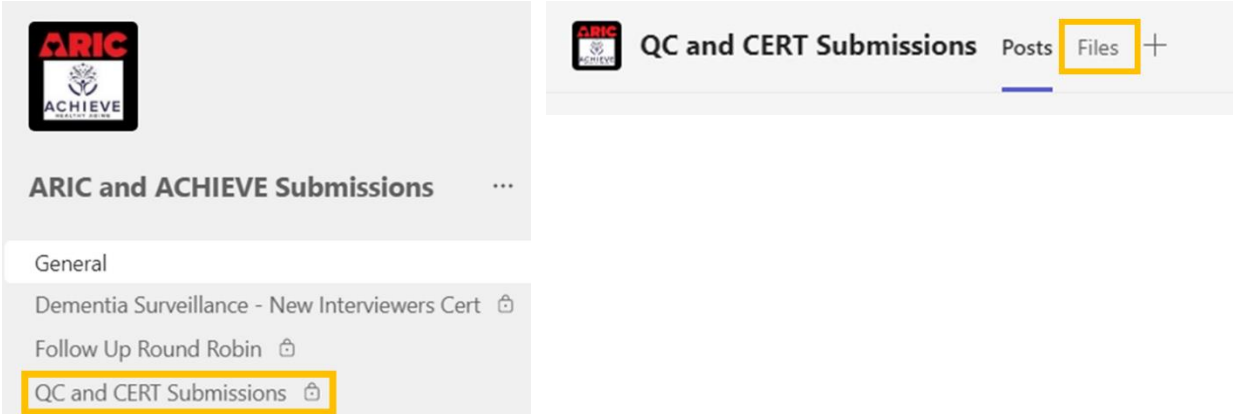 ARIC
ACHIEVE
HEALTHY AGING
ARIC and ACHIEVE Submissions ...
General
Dementia Surveillance - New Interviewers Cert
Follow Up Round Robin
QC and CERT Submissions
ARIC
ACHIEVE
QC and CERT Submissions Posts Files +